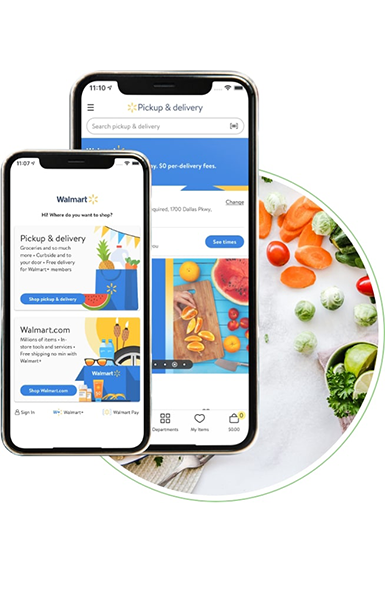 11:10
Pickup & delivery
Search pickup & delivery
ay. $0 per-delivery fees.
Change
equired, 1700 Dallas Pkwy,
See times
Departments
My Items
0
$0.00
11:07
Walmart
Hi! Where do you want to shop?
Pickup & delivery
Groceries and so much
more • Curbside and to
your door • Free delivery
for Walmart+ members
Shop pickup & delivery
Walmart.com
Millions of items • In-
store tools and services •
Free shipping no min with
Walmart+
Walmart
Shop Walmart.com
Sign In
Walmart+
Walmart Pay